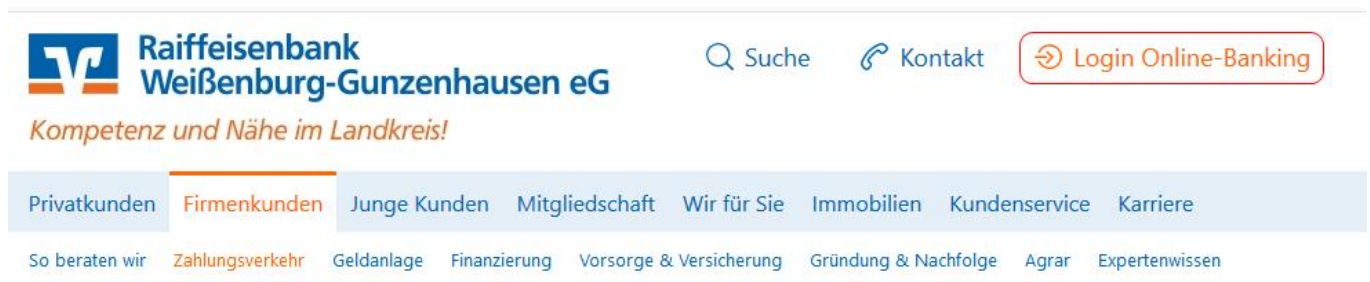 Raiffeisenbank
Weißenburg-Gunzenhausen eG
Suche Kontakt Login Online-Banking
Kompetenz und Nähe im Landkreis!
Privatkunden Firmenkunden Junge Kunden Mitgliedschaft Wir für Sie Immobilien Kundenservice Karriere
So beraten wir Zahlungsverkehr Geldanlage Finanzierung Vorsorge & Versicherung Gründung & Nachfolge Agrar Expertenwissen